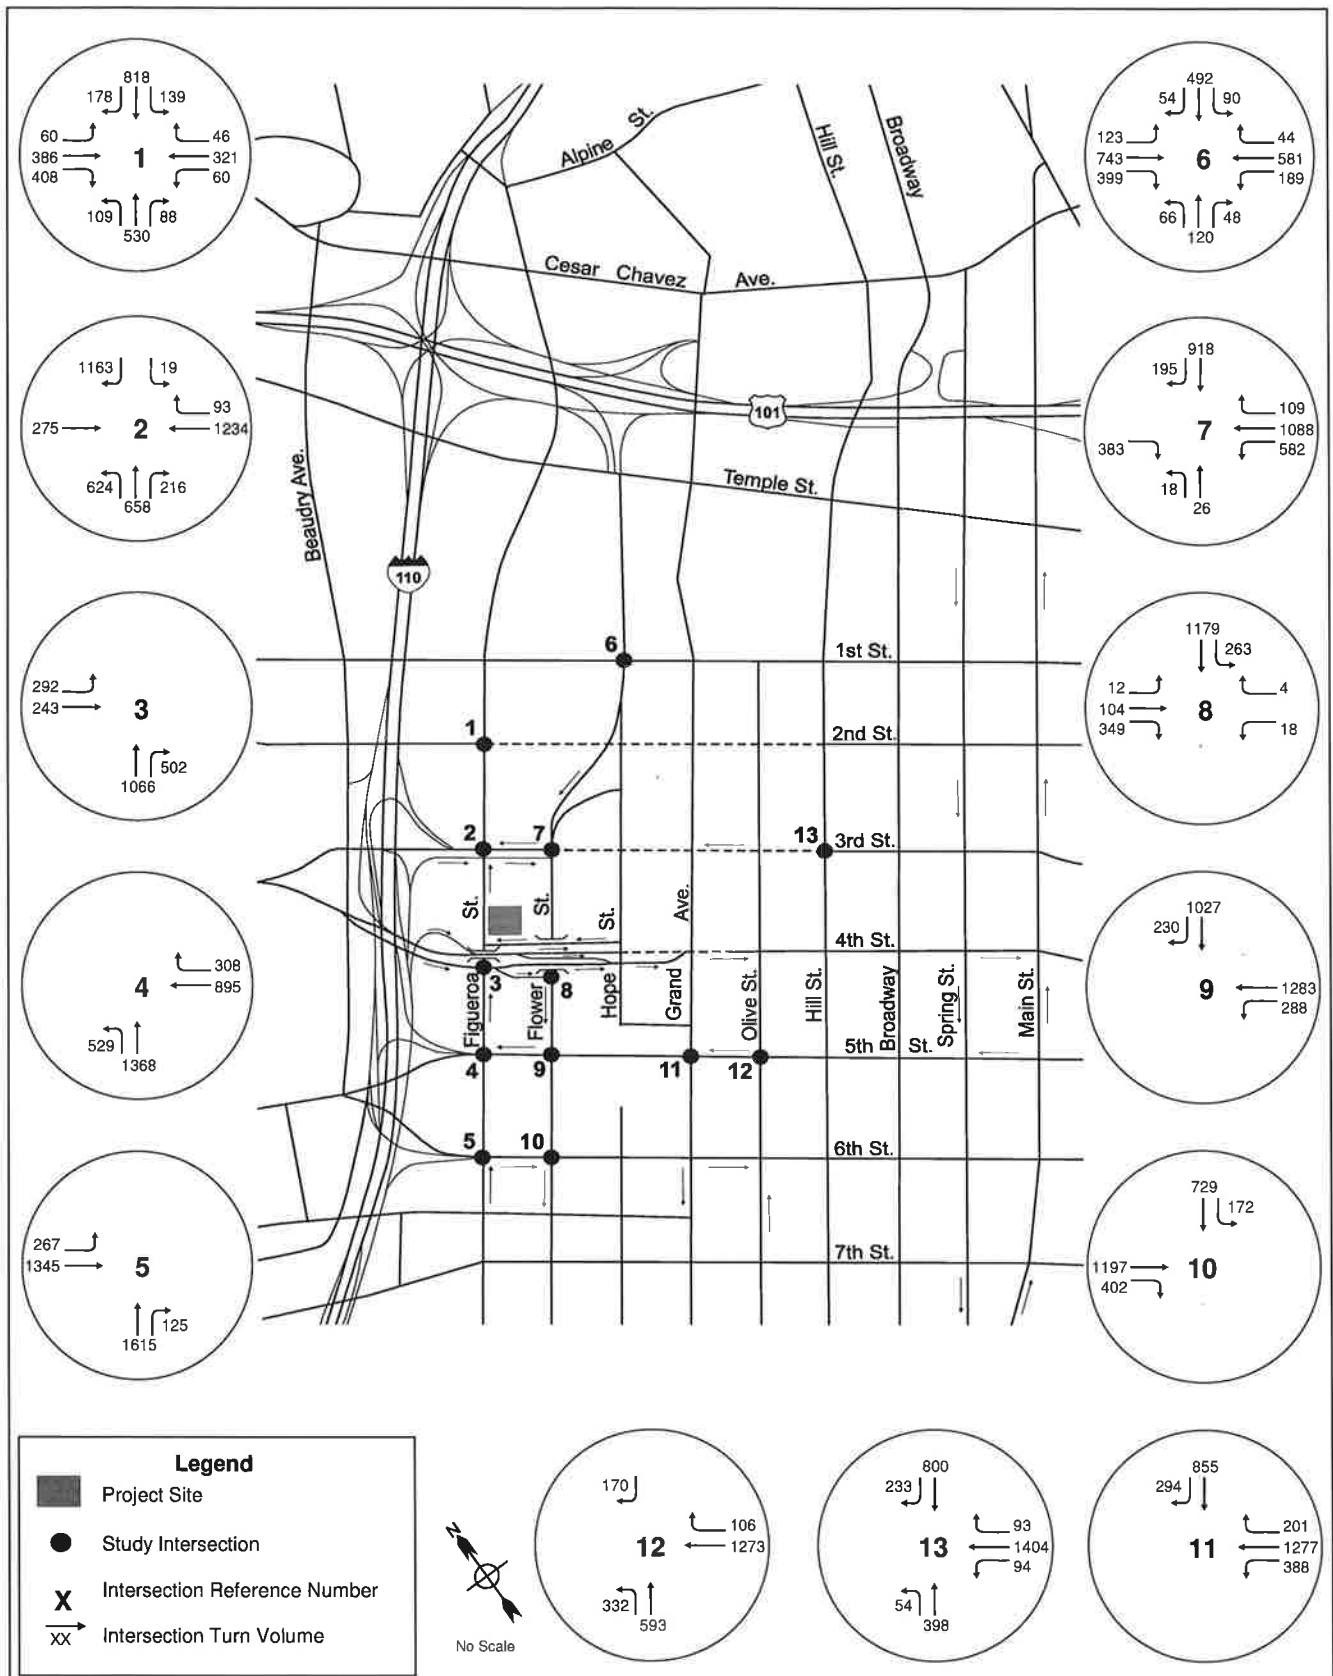 818
178 139
60 46
386 1 321
408 60
109 88
530
492
54 90
123 44
743 6 581
399 189
66 48
120
Alpine St.
Hill St.
Broadway
Cesar Chavez Ave.
1163 19
93
275 2 1234
624 216
658
918
195
109
7 1088
383 582
18
26
101
Temple St.
Beaudry Ave.
110
292
243 3
502
1066
1179
263
12 4
104 8
349 18
6
1st St.
1
2nd St.
2 7 13
3rd St.
St. St. St. Ave.
4th St.
3 8
Figueroa Flower Hope Grand Olive St. Hill St. Broadway Spring St. Main St.
5th St.
4 9 11 12
5 10
6th St.
7th St.
308
4 895
529
1368
1027
230
9 1283
288
267
1345 5
125
1615
729
172
1197 10
402
Legend
Project Site
Study Intersection
X Intersection Reference Number
XX Intersection Turn Volume
N
No Scale
170
106
12 1273
332
593
800
233
93
13 1404
94
54
398
855
294
201
11 1277
388